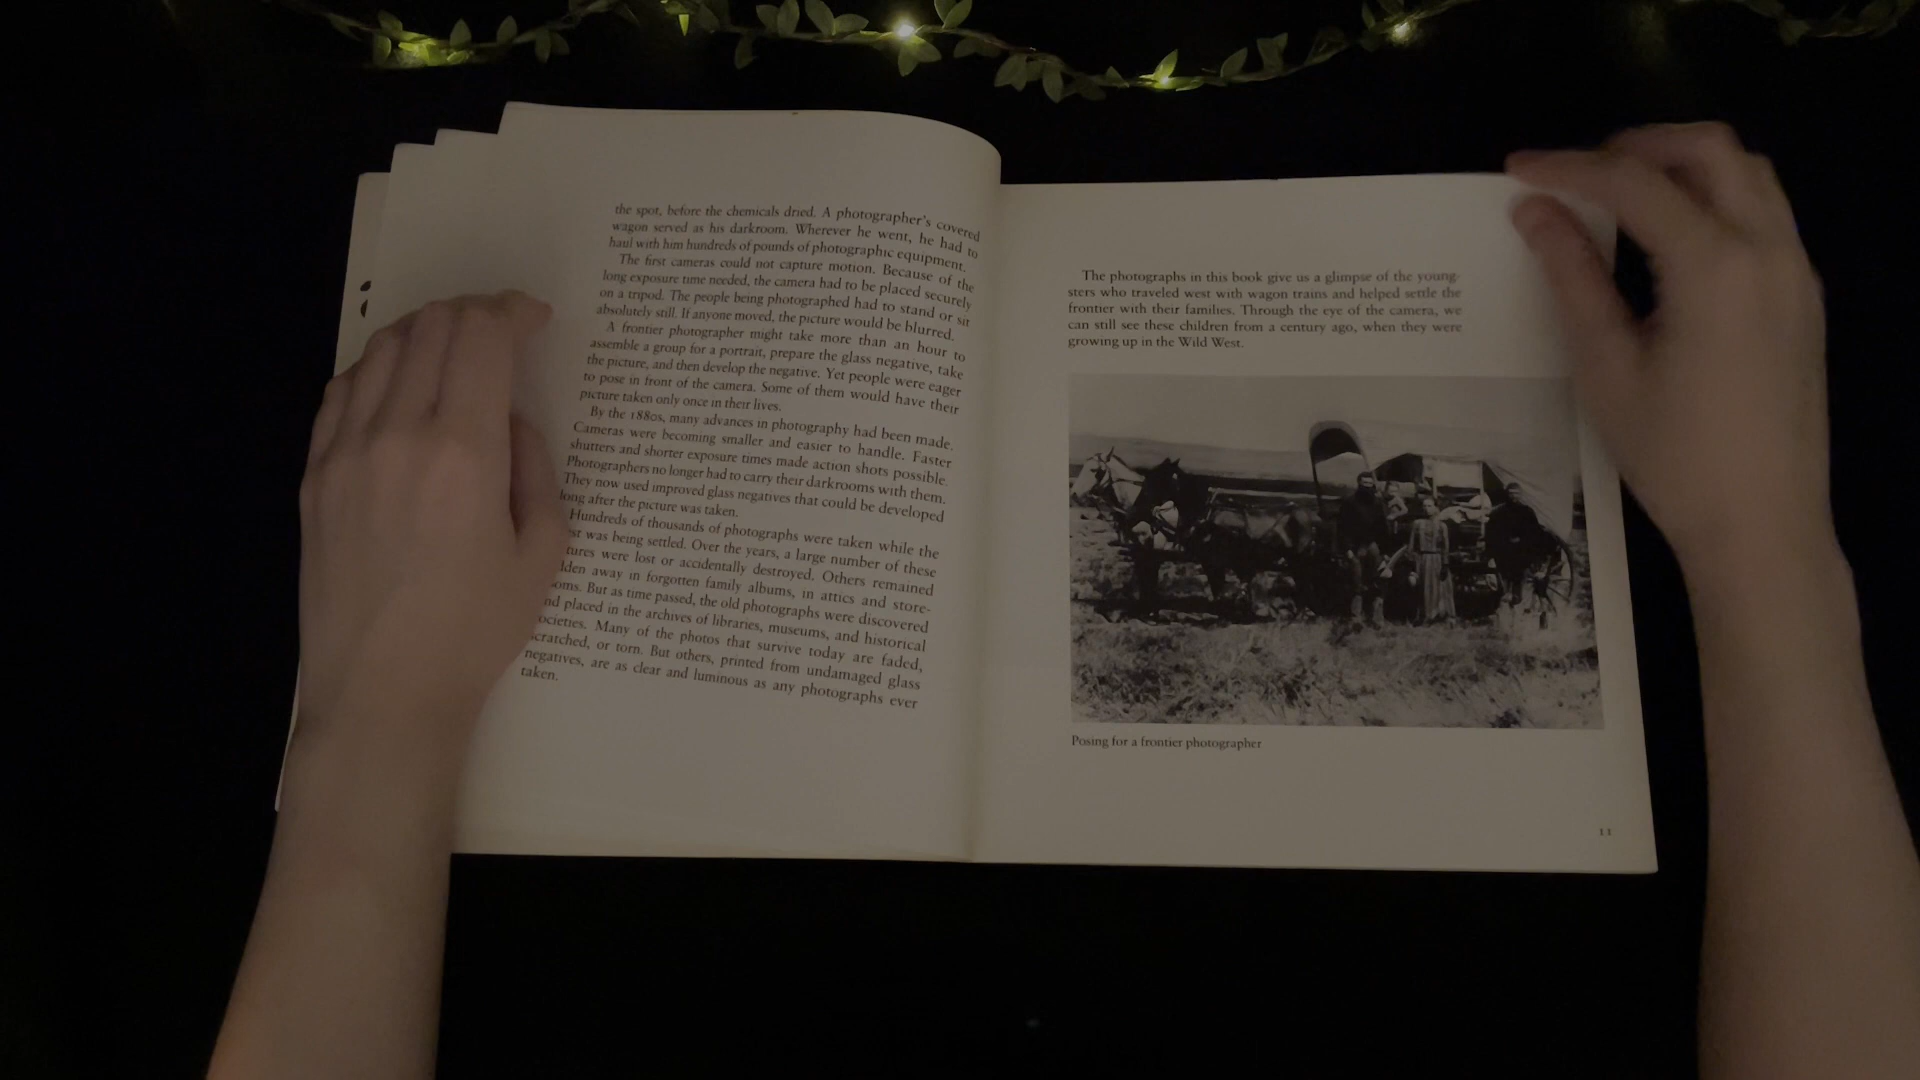 the spot, before the chemicals dried. A photographer's covered
wagon served as his darkroom. Wherever he went, he had to
haul with him hundreds of pounds of photographic equipment.
The first cameras could not capture motion. Because of the
long exposure time needed, the camera had to be placed securely
on a tripod. The people being photographed had to stand or sit
absolutely still. If anyone moved, the picture would be blurred.
A frontier photographer might take more than an hour to
assemble a group for a portrait, prepare the glass negative, take
the picture, and then develop the negative. Yet people were eager
to pose in front of the camera. Some of them would have their
picture taken only once in their lives.
By the 1880s, many advances in photography had been made.
Cameras were becoming smaller and easier to handle. Faster
shutters and shorter exposure times made action shots possible.
Photographers no longer had to carry their darkrooms with them.
They now used improved glass negatives that could be developed
long after the picture was taken.
Hundreds of thousands of photographs were taken while the
was being settled. Over the years, a large number of these
were lost or accidentally destroyed. Others remained
away in forgotten family albums, in attics and store-
But as time passed, the old photographs were discovered
placed in the archives of libraries, museums, and historical
Many of the photos that survive today are faded,
scratched, or torn. But others, printed from undamaged glass
negatives, are as clear and luminous as any photographs ever
taken.
The photographs in this book give us a glimpse of the young-
sters who traveled west with wagon trains and helped settle the
frontier with their families. Through the eye of the camera, we
can still see these children from a century ago, when they were
growing up in the Wild West.
Posing for a frontier photographer
11